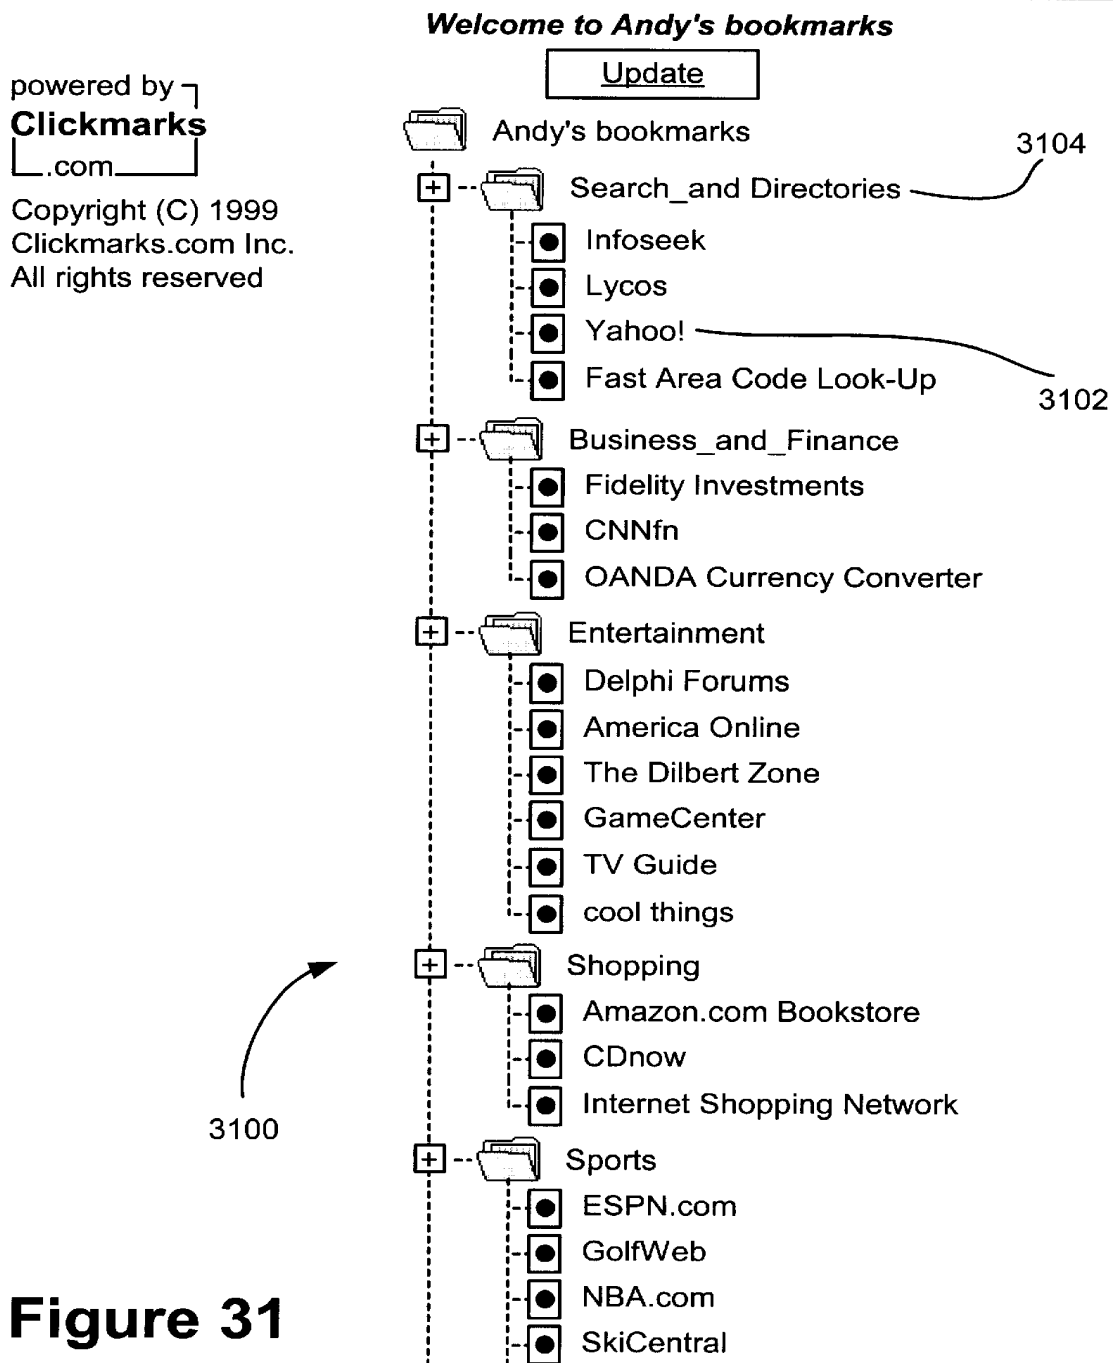 Welcome to Andy's bookmarks
Update
powered by
Clickmarks
.com
Copyright (C) 1999
Clickmarks.com Inc.
All rights reserved
Andy's bookmarks
3104
Search_and Directories
Infoseek
Lycos
Yahoo!
Fast Area Code Look-Up
3102
Business_and_Finance
Fidelity Investments
CNNfn
OANDA Currency Converter
Entertainment
Delphi Forums
America Online
The Dilbert Zone
GameCenter
TV Guide
cool things
Shopping
Amazon.com Bookstore
CDnow
Internet Shopping Network
3100
Sports
ESPN.com
GolfWeb
NBA.com
SkiCentral
Figure 31